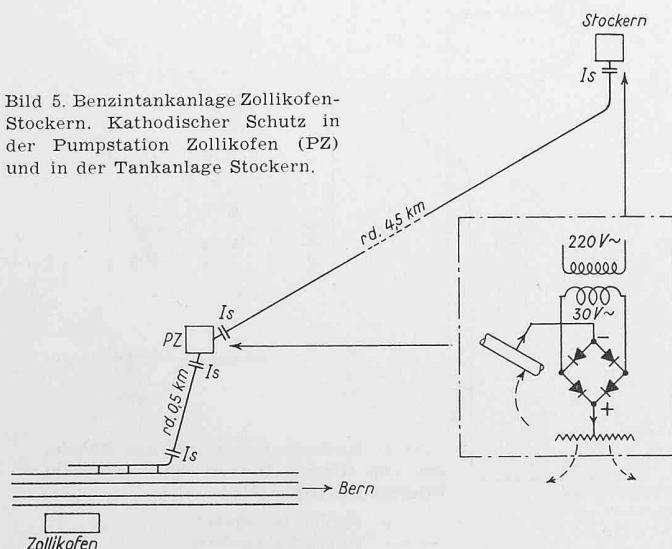 Stockern
Is
Bild 5. Benzintankanlage Zollikofen-
Stockern. Kathodischer Schutz in
der Pumpstation Zollikofen (PZ)
und in der Tankanlage Stockern.
rd. 4,5 km
220 V~
30 V~
-
+
PZ
Is
Is
rd. 0,5 km
Is
Bern
Zollikofen